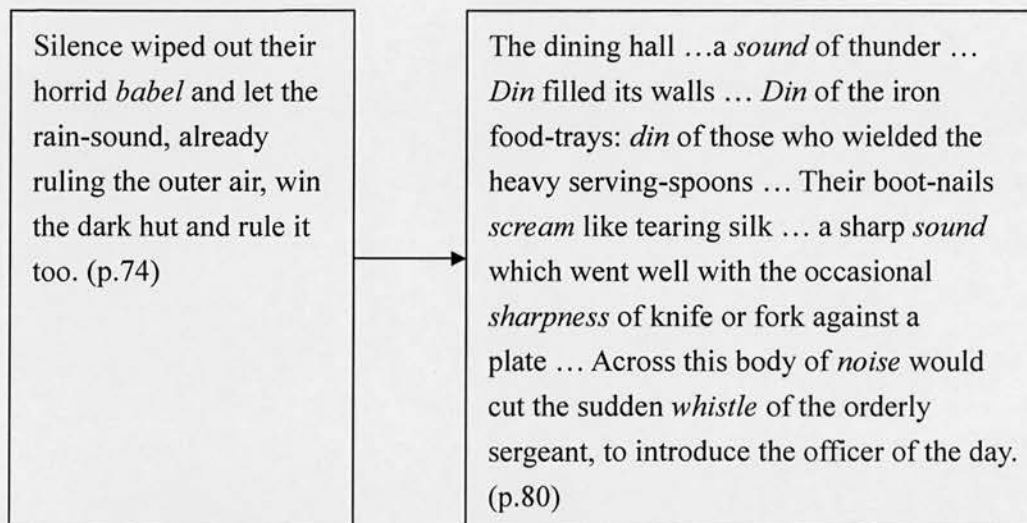 Silence wiped out their
horrid babel and let the
rain-sound, already
ruling the outer air, win
the dark hut and rule it
too. (p.74)
The dining hall …a sound of thunder …
Din filled its walls … Din of the iron
food-trays: din of those who wielded the
heavy serving-spoons … Their boot-nails
scream like tearing silk … a sharp sound
which went well with the occasional
sharpness of knife or fork against a
plate … Across this body of noise would
cut the sudden whistle of the orderly
sergeant, to introduce the officer of the day.
(p.80)